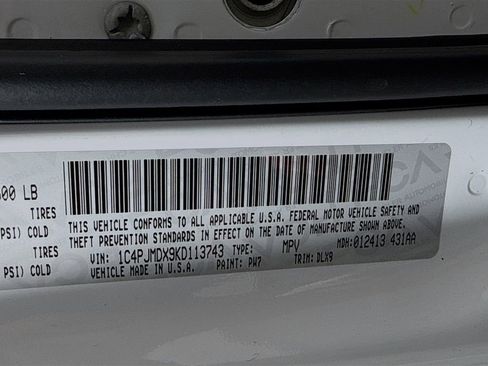 500 LB
TIRES
PSI) COLD
TIRES
PSI) COLD
THIS VEHICLE CONFORMS TO ALL APPLICABLE U.S.A. FEDERAL MOTOR VEHICLE SAFETY AND
THEFT PREVENTION STANDARDS IN EFFECT ON THE DATE OF MANUFACTURE SHOWN ABOVE.
VIN: 1C4PJMDX9KD113743 TYPE: MPV MDH:012413 431AA
VEHICLE MADE IN U.S.A. PAINT: PW7 TRIM: DLX9